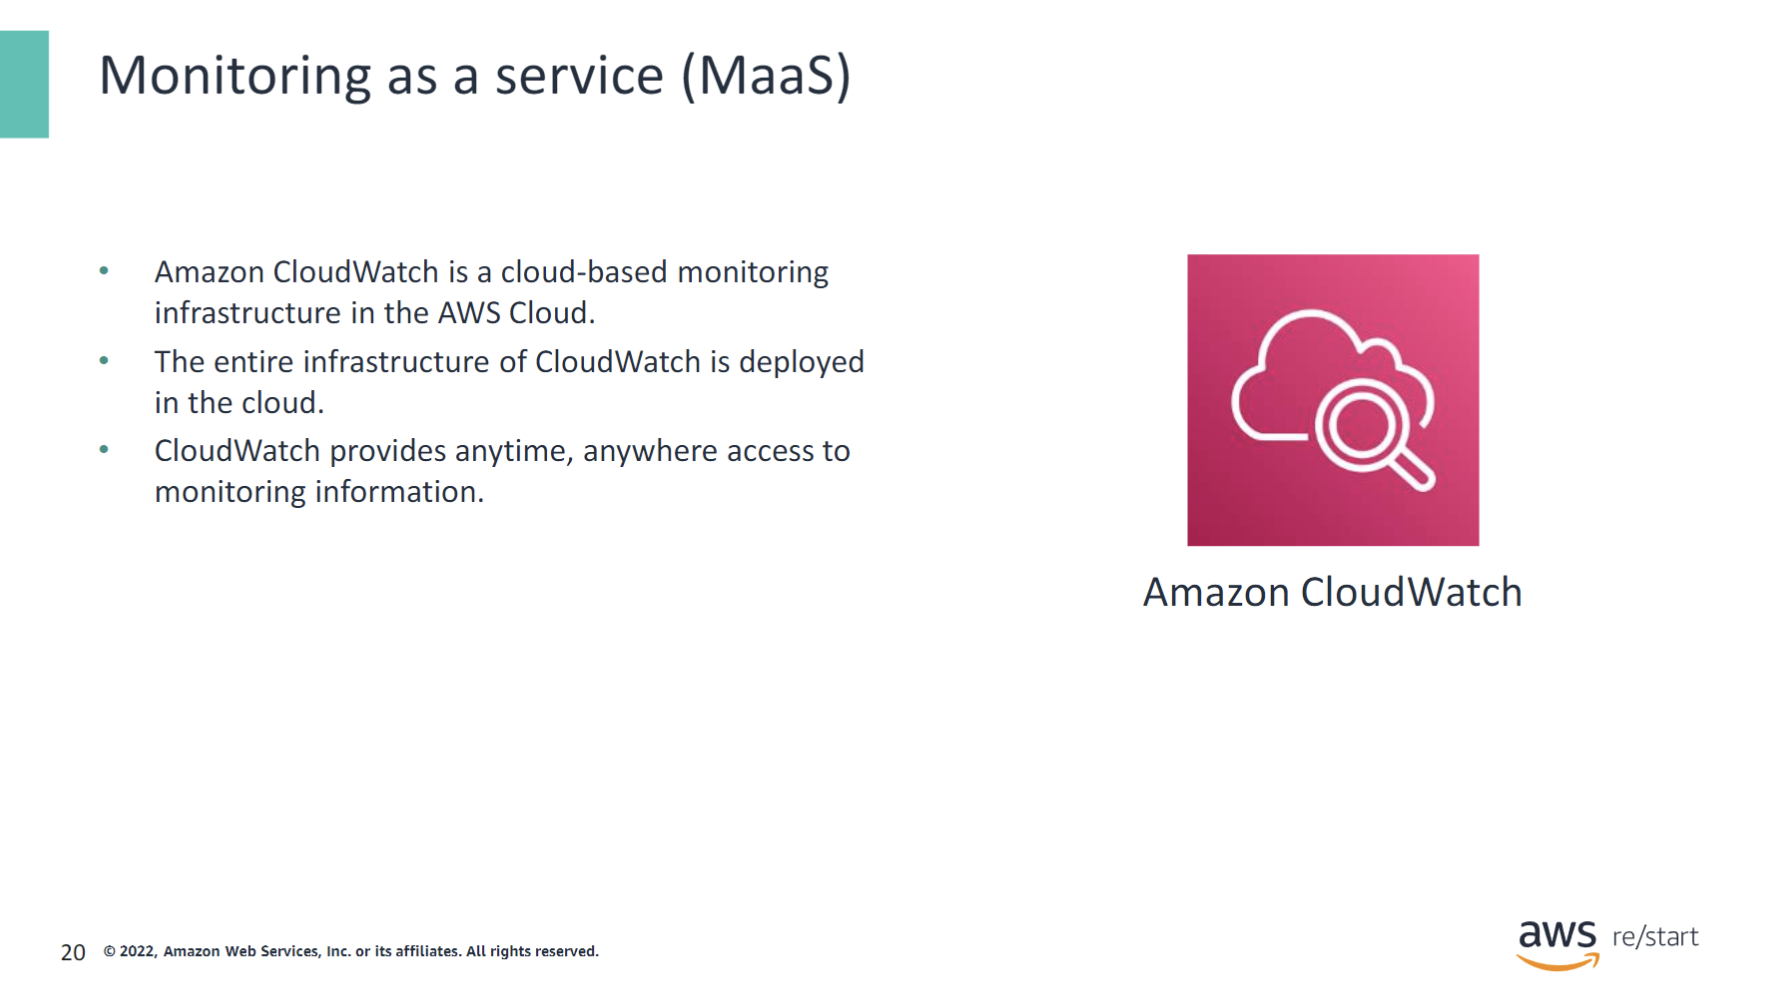 Monitoring as a service (MaaS)
• Amazon CloudWatch is a cloud-based monitoring
infrastructure in the AWS Cloud.
• The entire infrastructure of CloudWatch is deployed
in the cloud.
• CloudWatch provides anytime, anywhere access to
monitoring information.
Amazon CloudWatch
20 © 2022, Amazon Web Services, Inc. or its affiliates. All rights reserved.
aws re/start